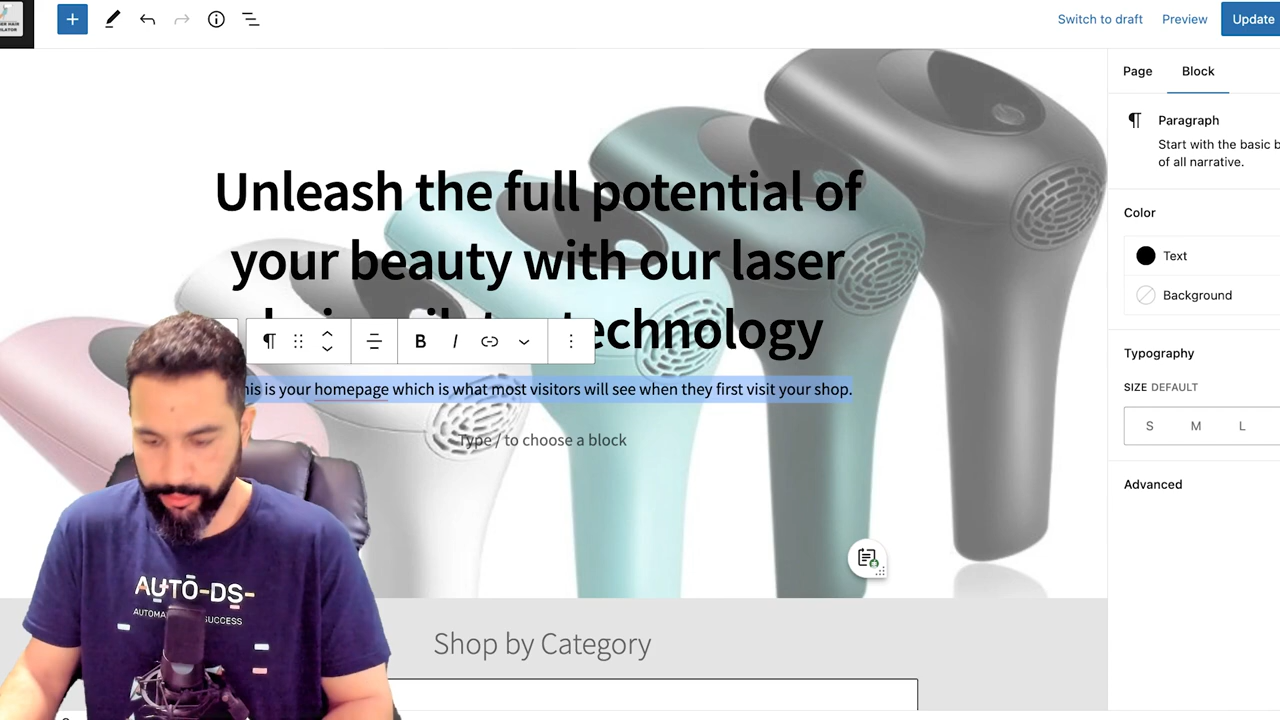 Switch to draft
Preview
Update
Page
Block
Paragraph
Start with the basic b
of all narrative.
Color
Text
Background
Typography
SIZE DEFAULT
S M L
Advanced
Unleash the full potential of
your beauty with our laser
technology
B I
his is your homepage which is what most visitors will see when they first visit your shop.
Type / to choose a block
Shop by Category
AUTO-DS-
SUCCESS